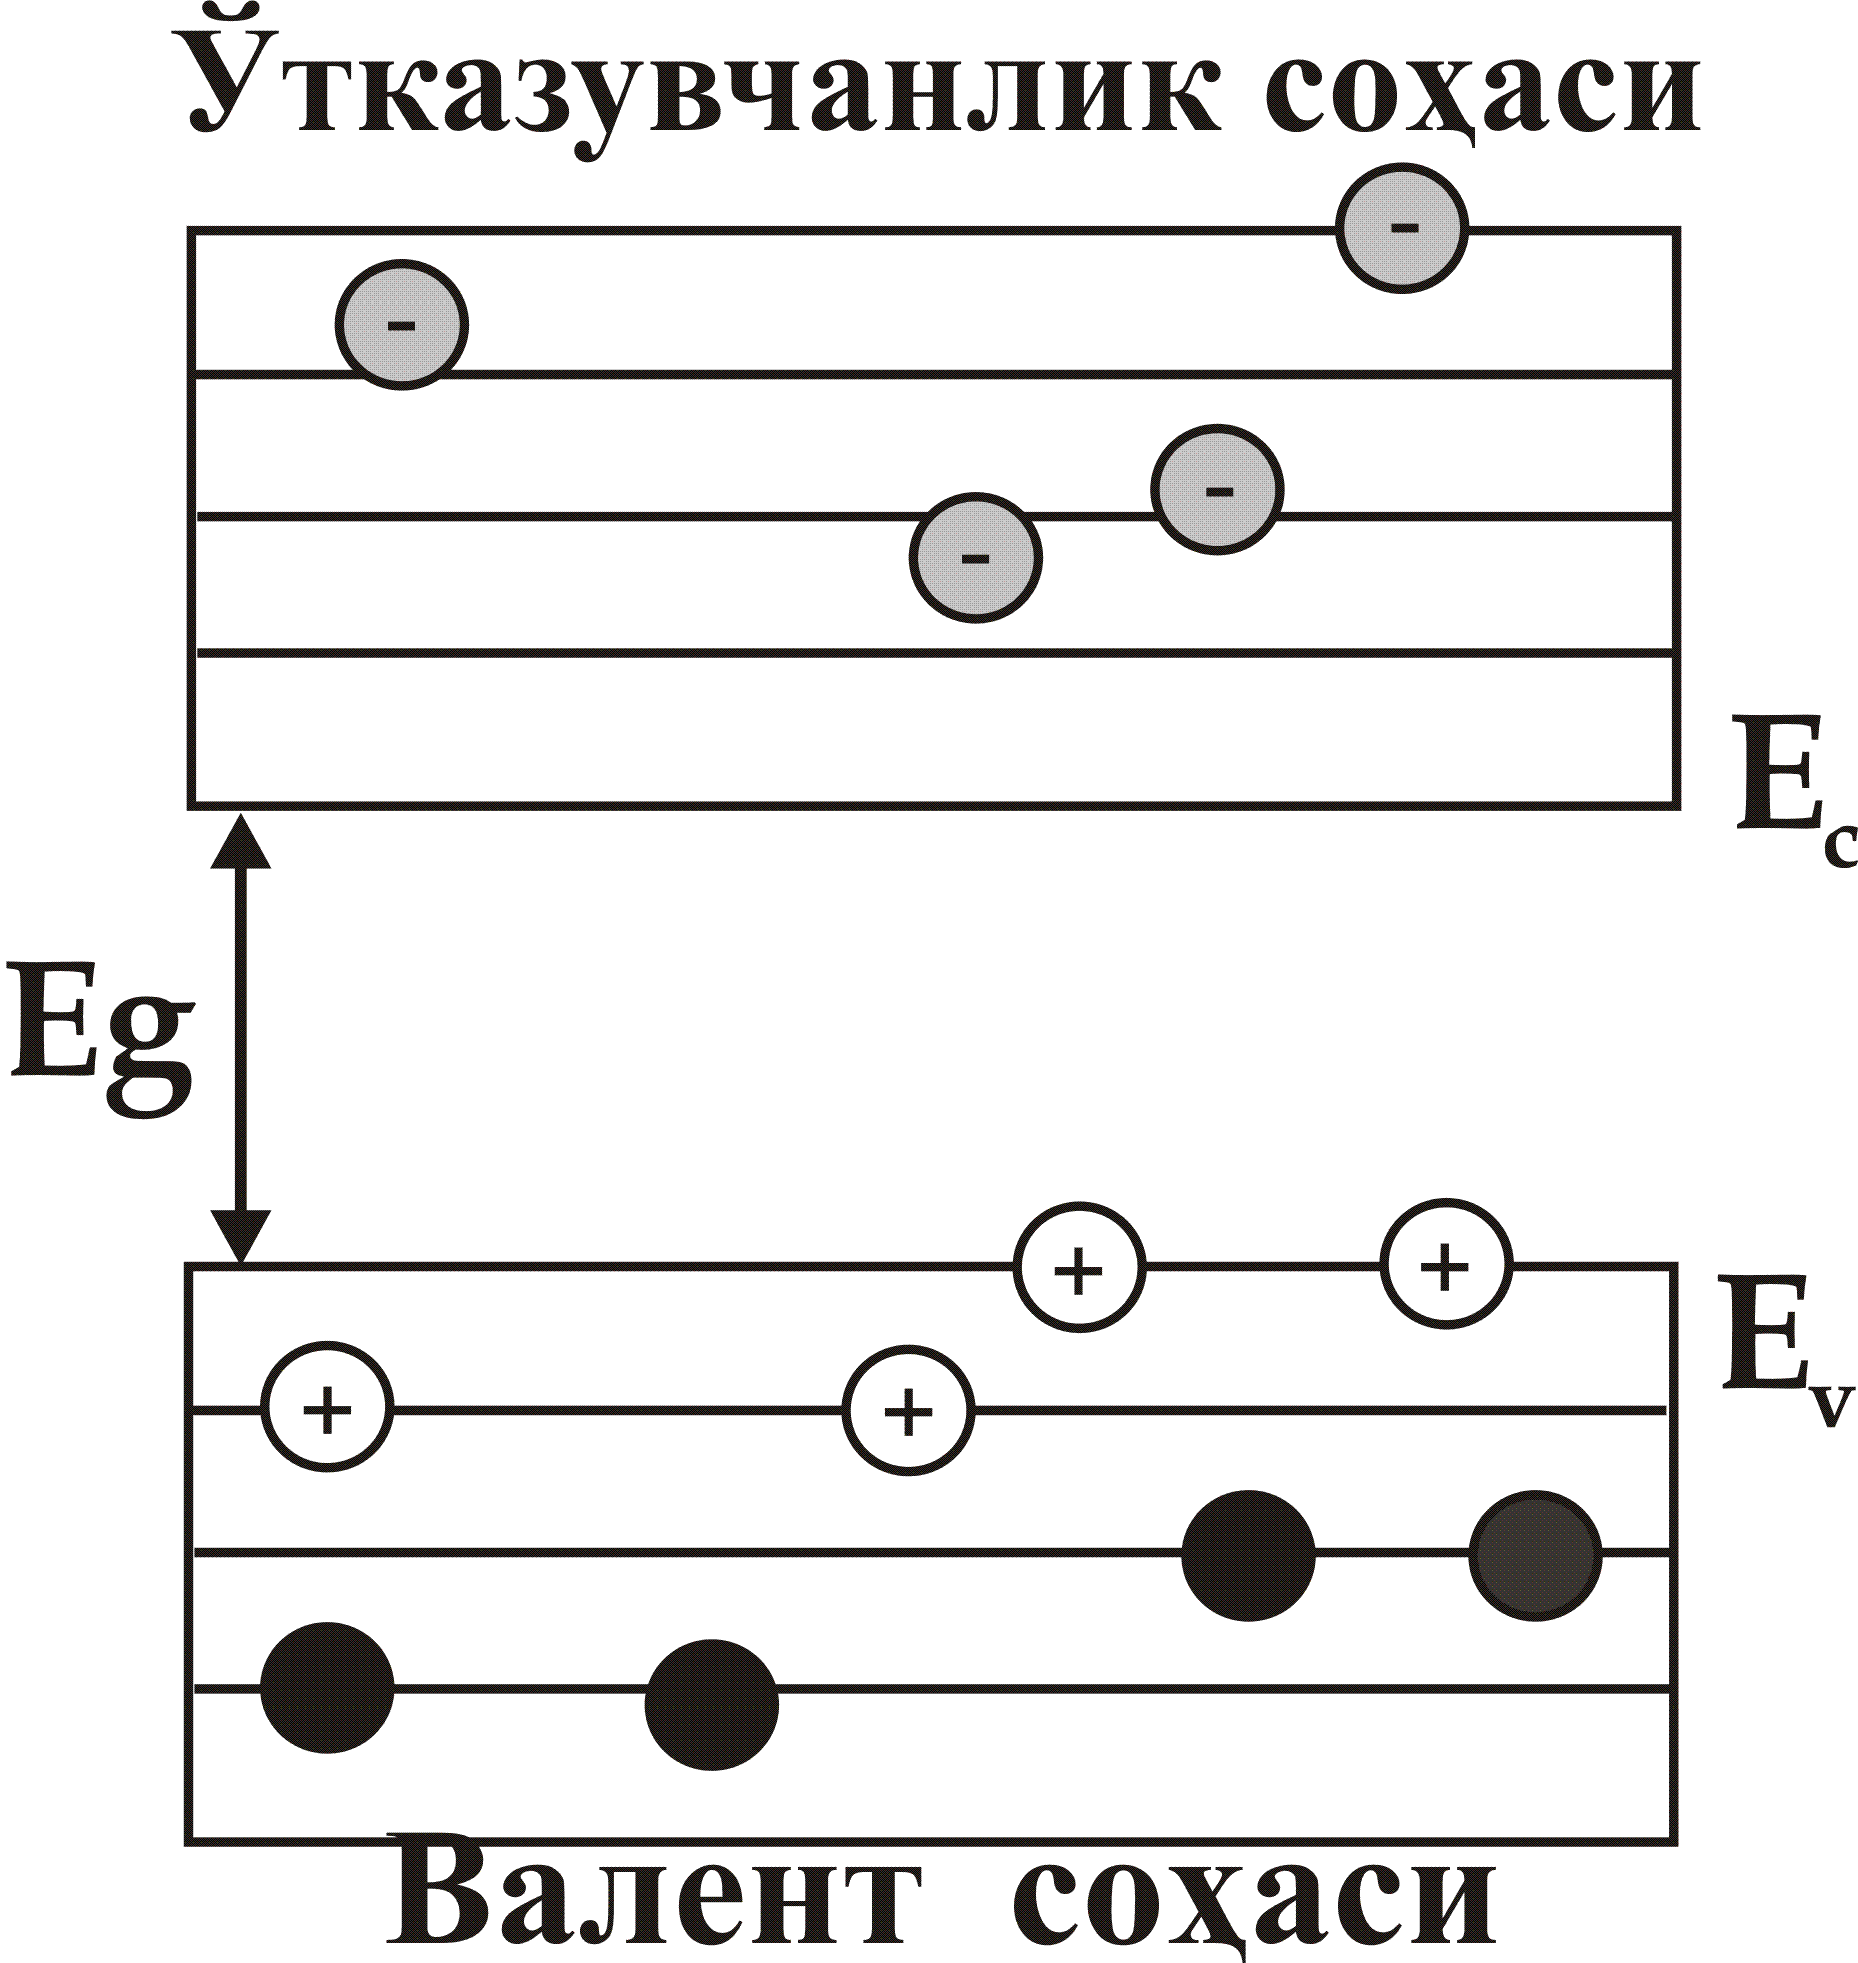 Ўтказувчанлик соҳаси
-
-
-
-
Ec
Eg
+ +
+ +
Ev
Валент соҳаси